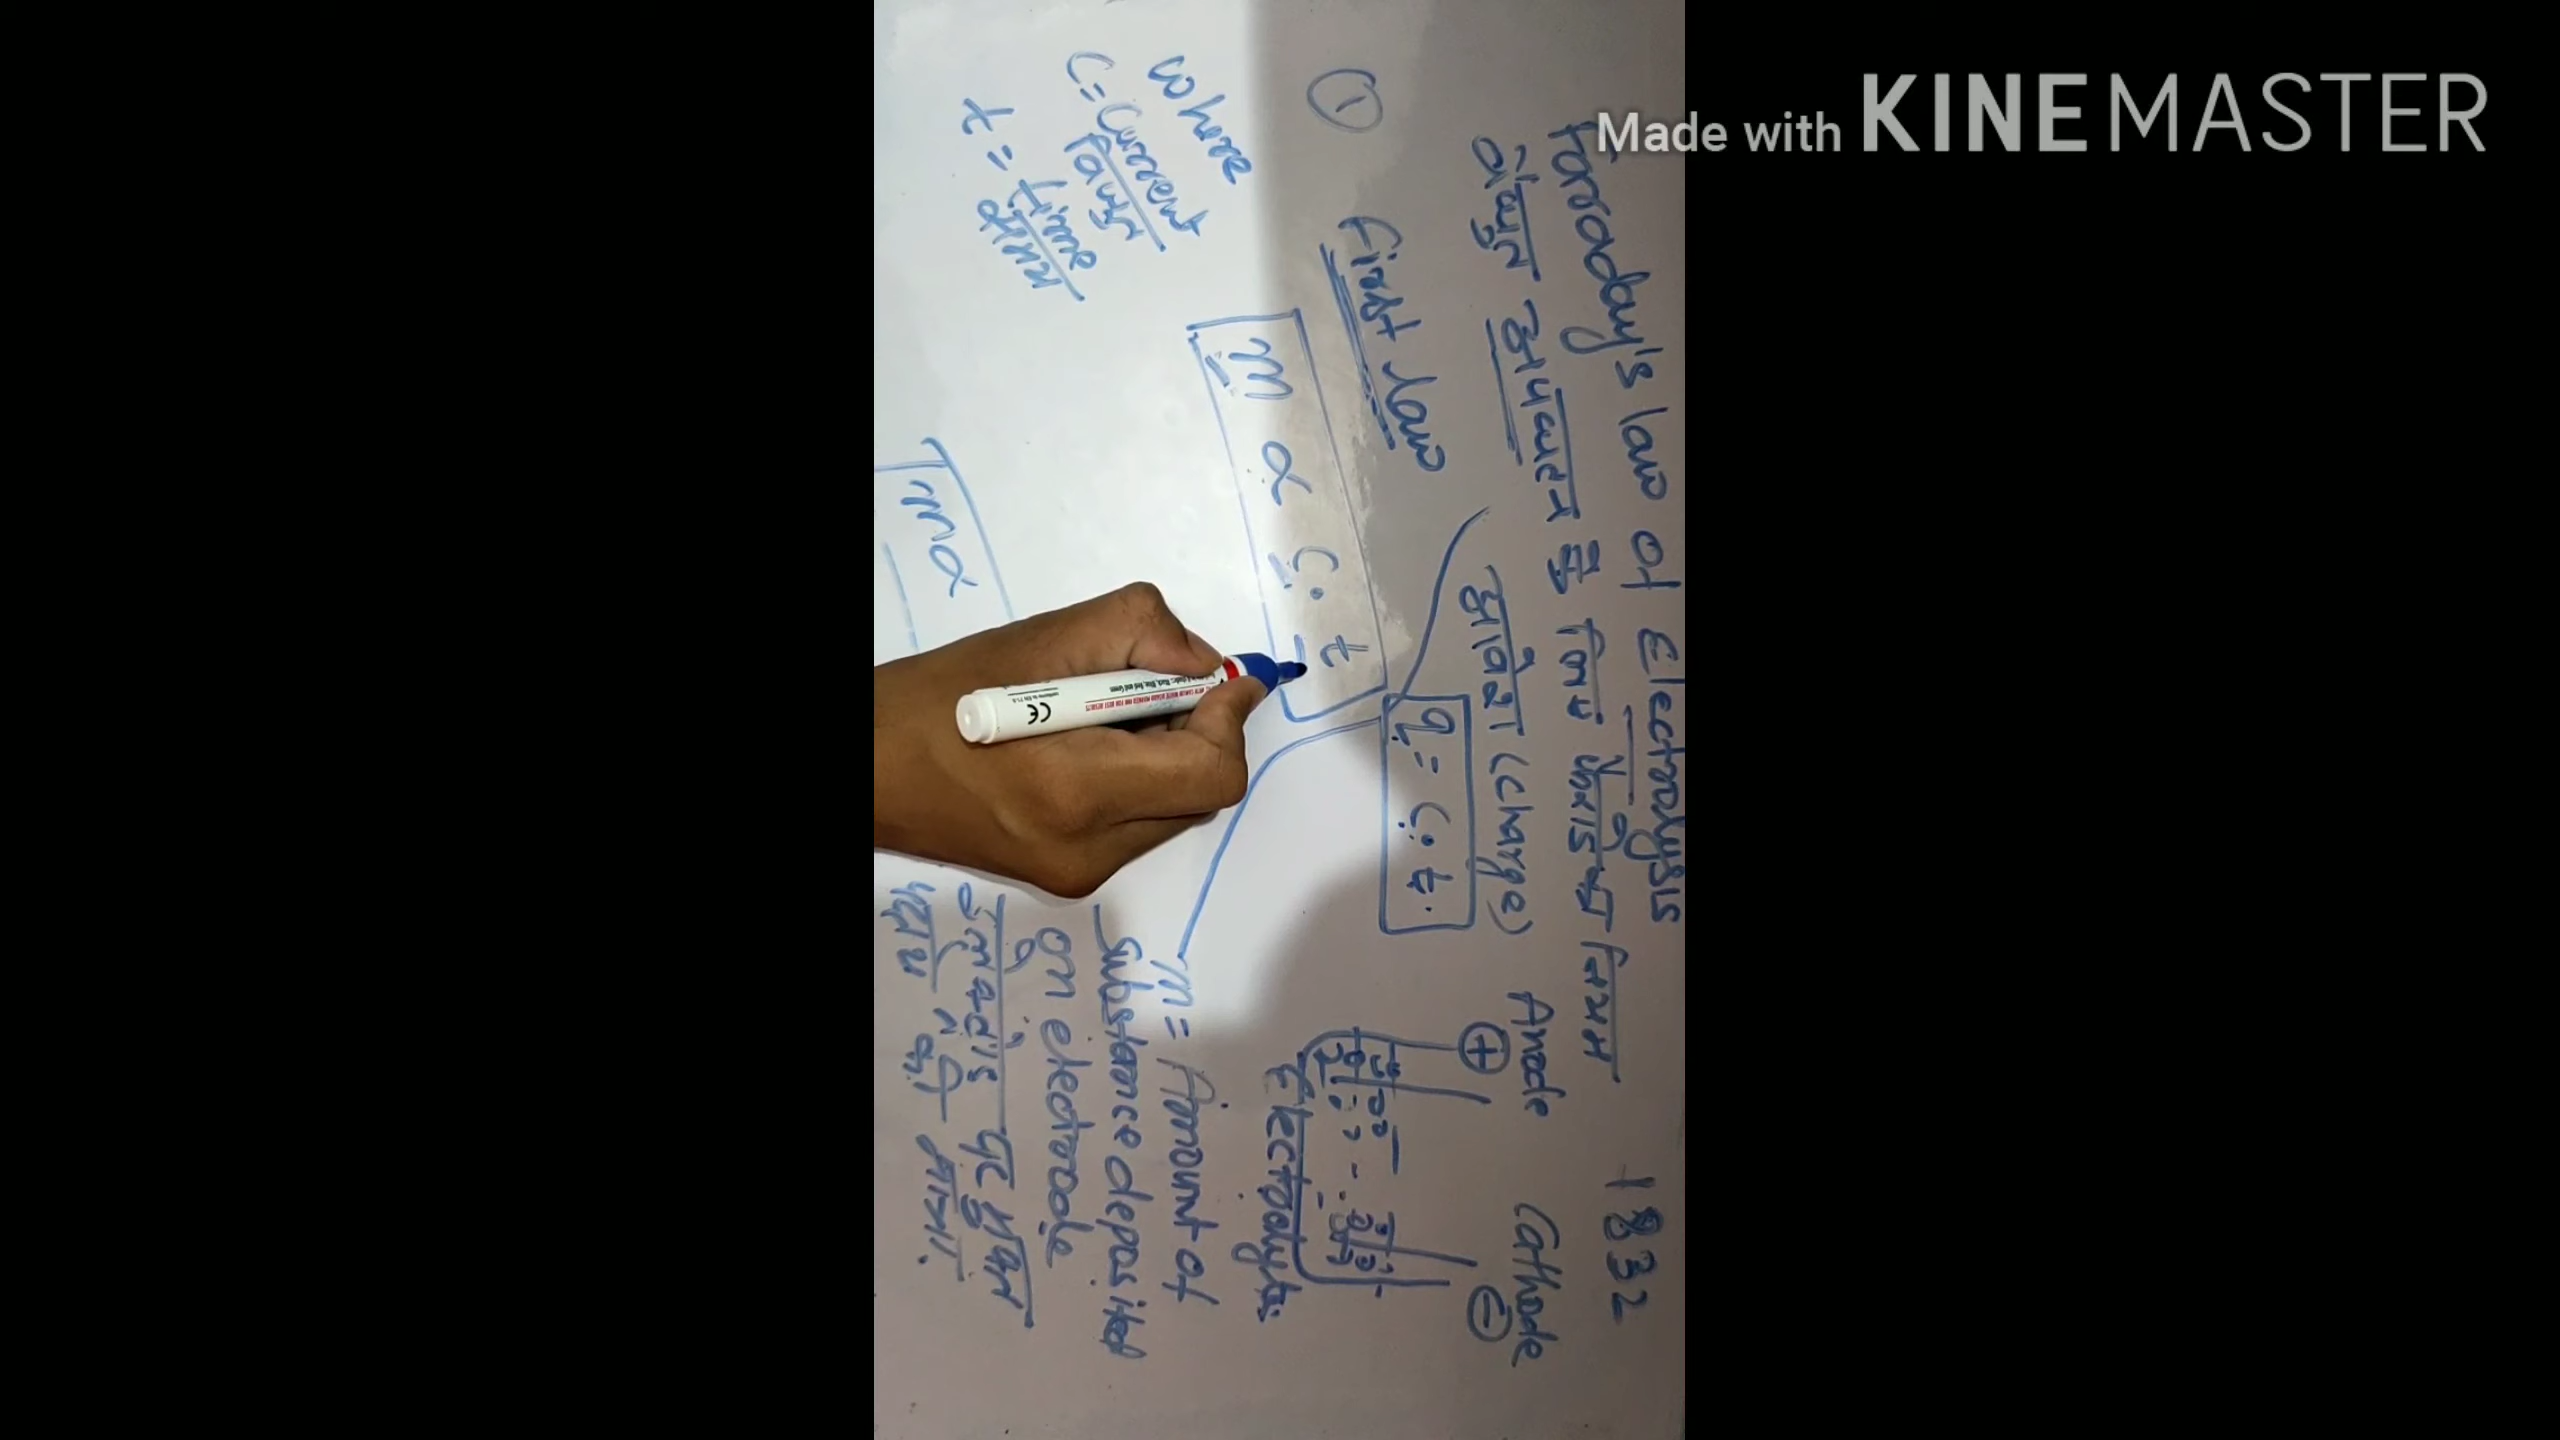 Made with KINEMASTER
Faraday's law of Electrolysis
1832
वैद्युत अपघटन के लिए फैराडे का नियम
① First law
आवेश (charge)
q = i · t
Anode
Cathode
+
-
m α i · t
Electrolyte
where
i = Current
t = time
समय
m = Amount of
substance deposited
on electrode
इलेक्ट्रोड पर मुक्त
पदार्थ की मात्रा
m α
CE